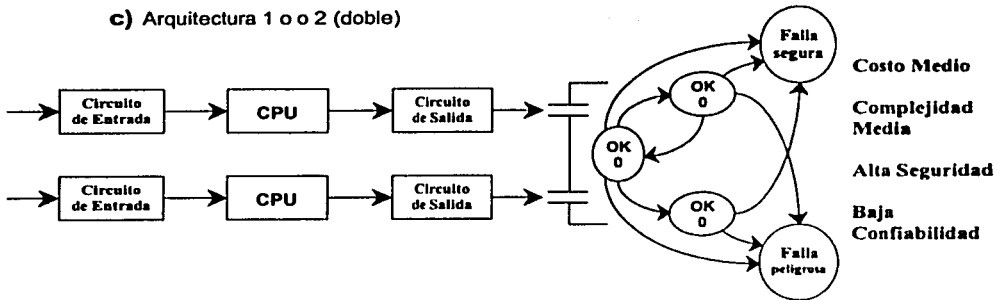 c) Arquitectura 1 o o 2 (doble)
Circuito
de Entrada
CPU
Circuito
de Salida
Circuito
de Entrada
CPU
Circuito
de Salida
OK
0
OK
0
OK
0
Falla
segura
Falla
peligrosa
Costo Medio
Complejidad
Media
Alta Seguridad
Baja
Confiabilidad